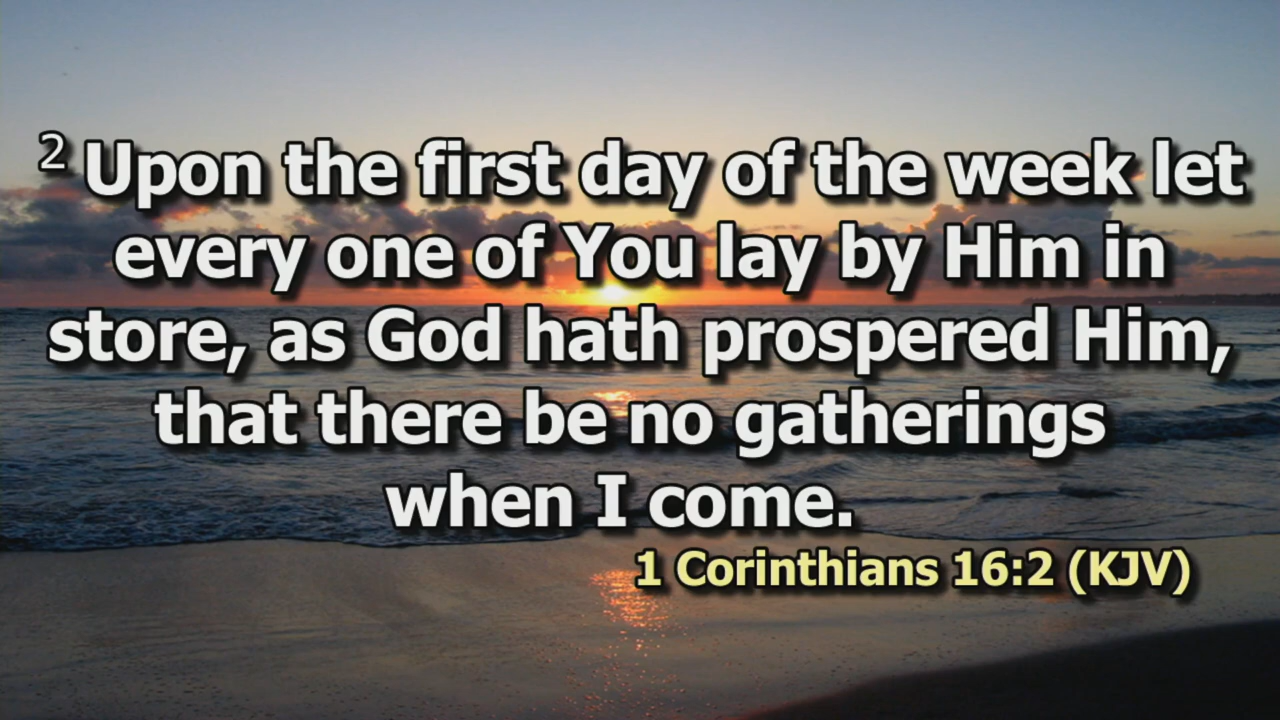 2 Upon the first day of the week let
every one of You lay by Him in
store, as God hath prospered Him,
that there be no gatherings
when I come.
1 Corinthians 16:2 (KJV)